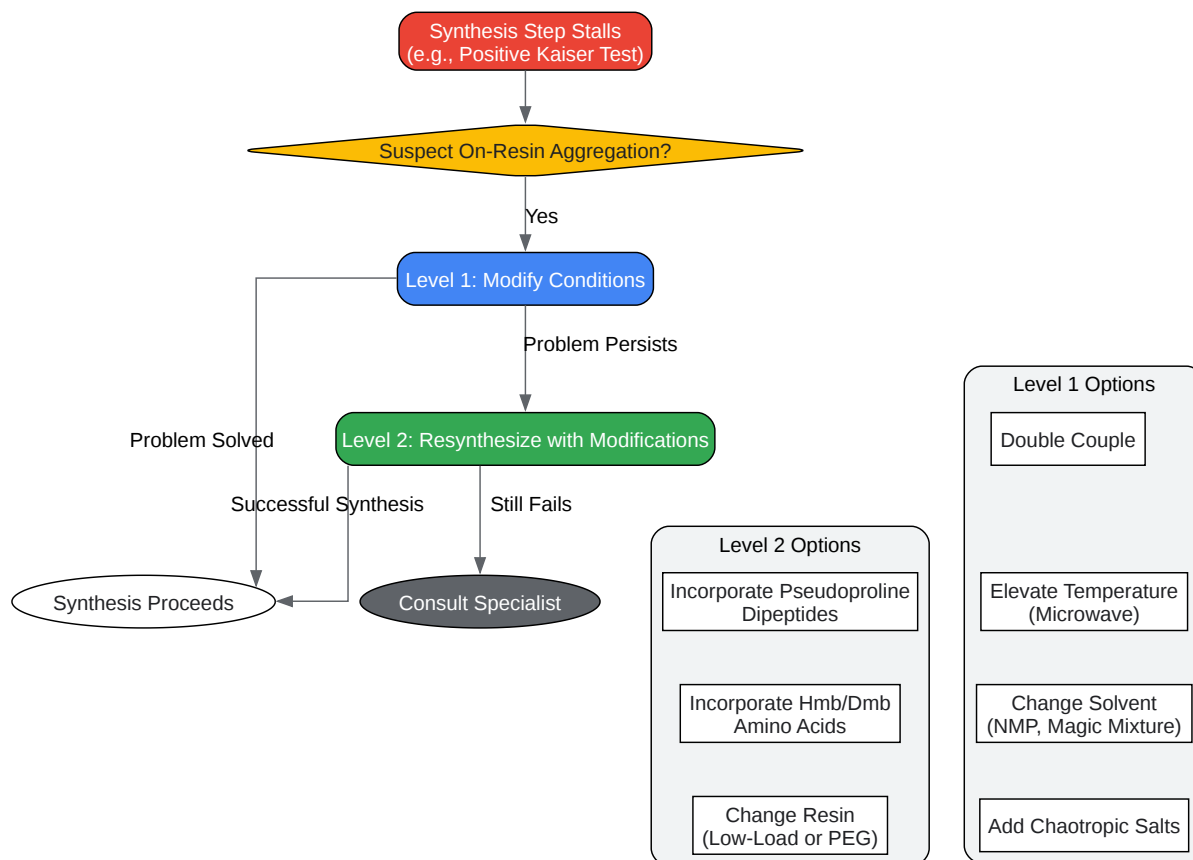 Synthesis Step Stalls
(e.g., Positive Kaiser Test)
Suspect On-Resin Aggregation?
Yes
Level 1: Modify Conditions
Problem Persists
Level 1 Options
Double Couple
Problem Solved
Level 2: Resynthesize with Modifications
Successful Synthesis
Still Fails
Level 2 Options
Synthesis Proceeds
Consult Specialist
Incorporate Pseudoproline
Dipeptides
Elevate Temperature
(Microwave)
Incorporate Hmb/Dmb
Amino Acids
Change Solvent
(NMP, Magic Mixture)
Change Resin
(Low-Load or PEG)
Add Chaotropic Salts